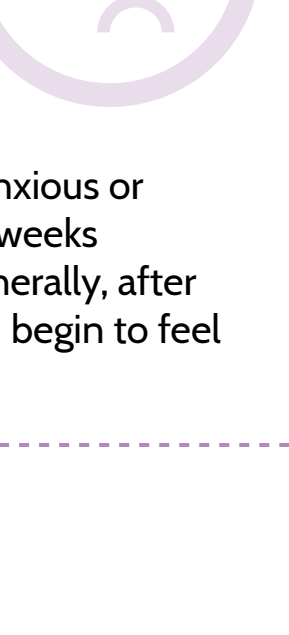 nxious or
weeks
nerally, after
begin to feel